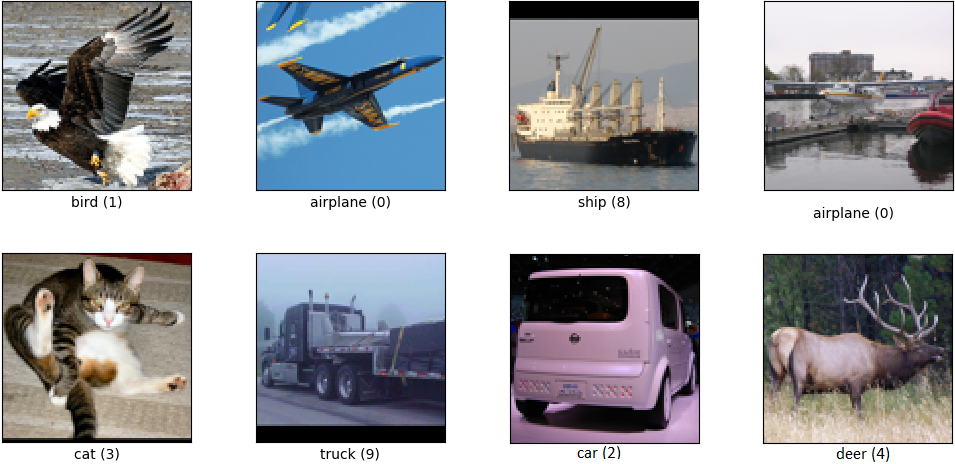 bird (1)
airplane (0)
ship (8)
airplane (0)
cat (3)
truck (9)
car (2)
deer (4)